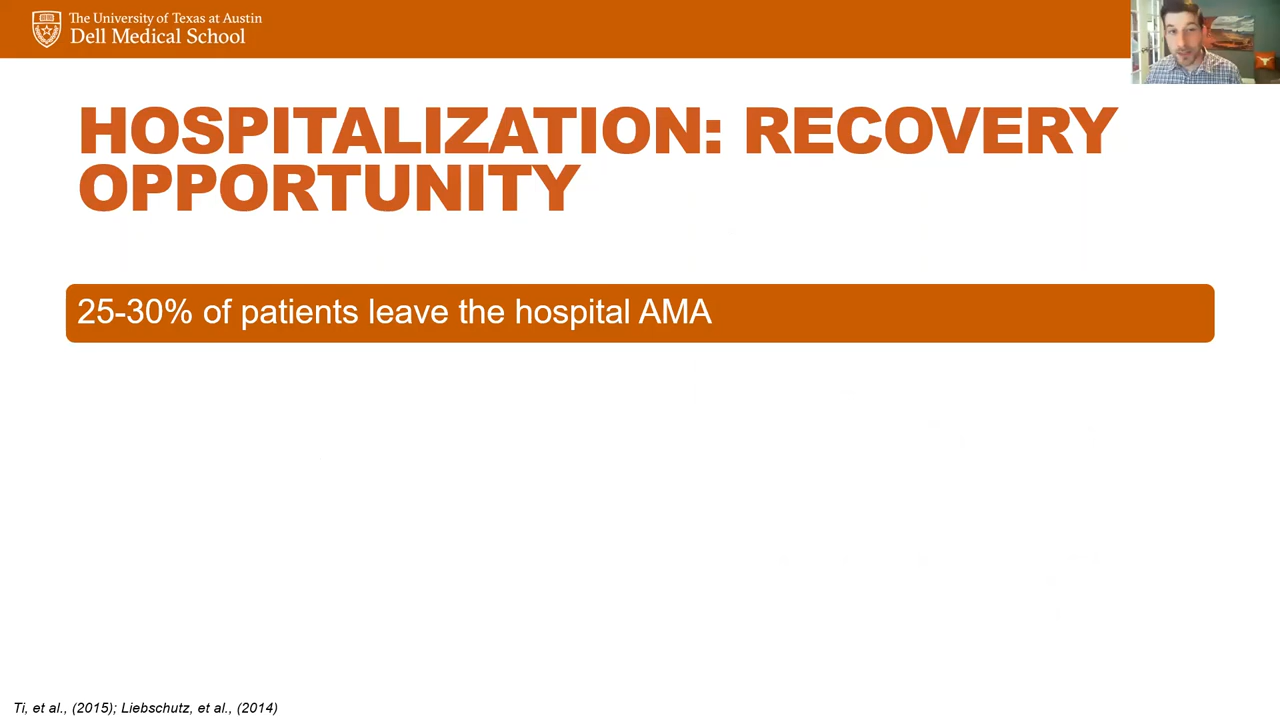 The University of Texas at Austin
Dell Medical School
HOSPITALIZATION: RECOVERY
OPPORTUNITY
25-30% of patients leave the hospital AMA
Ti, et al., (2015); Liebschutz, et al., (2014)